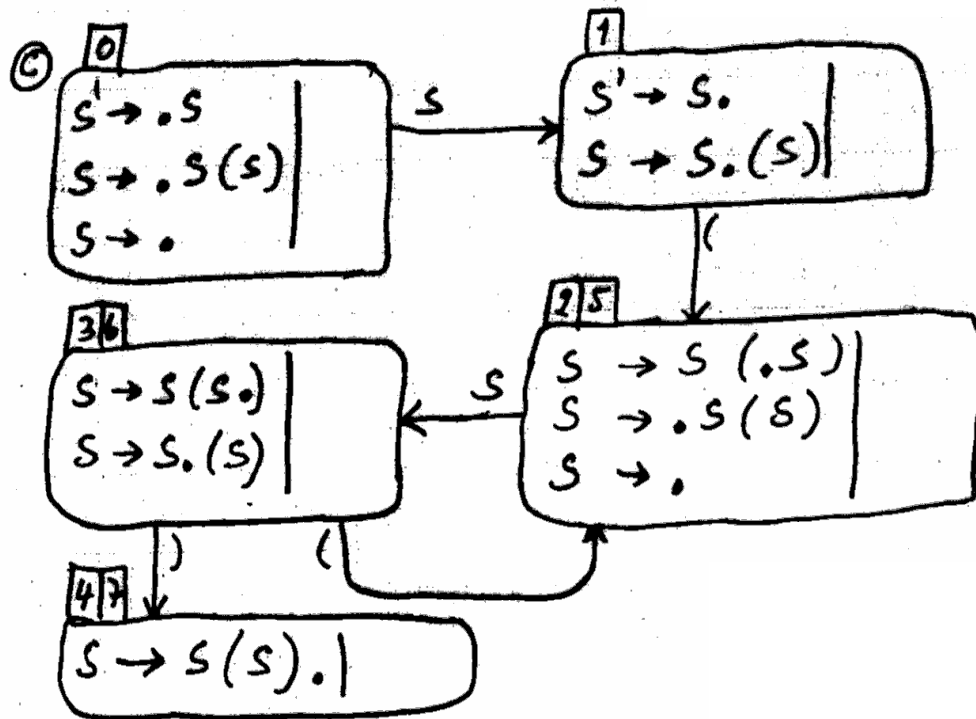 C
0
S' → .S
S → .S(S)
S → .
S
1
S' → S.
S → S.(S)
(
2 5
S → S(.S)
S → .S(S)
S → .
S
3 6
S → S(S.)
S → S.(S)
)
(
4 7
S → S(S).